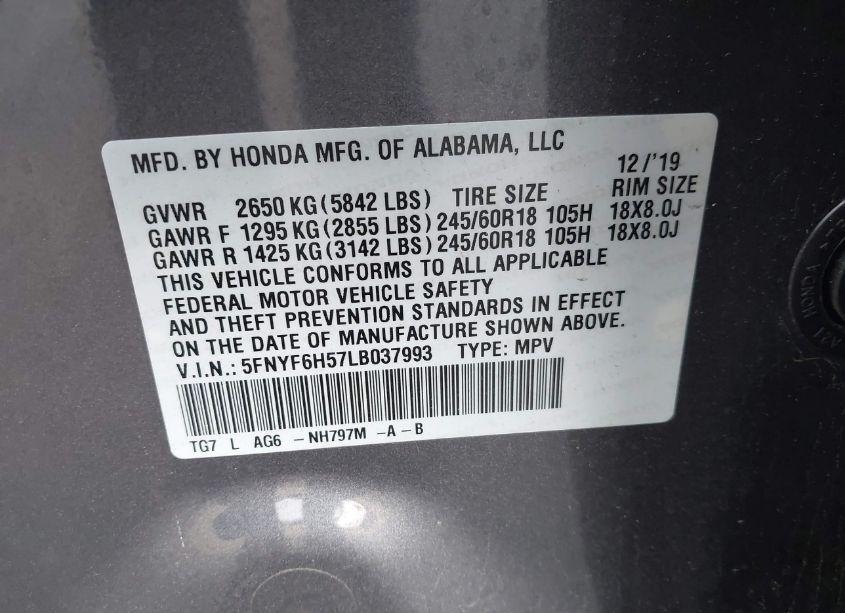 MFD. BY HONDA MFG. OF ALABAMA, LLC 12/'19
GVWR 2650 KG (5842 LBS) TIRE SIZE RIM SIZE
GAWR F 1295 KG (2855 LBS) 245/60R18 105H 18X8.0J
GAWR R 1425 KG (3142 LBS) 245/60R18 105H 18X8.0J
THIS VEHICLE CONFORMS TO ALL APPLICABLE
FEDERAL MOTOR VEHICLE SAFETY
AND THEFT PREVENTION STANDARDS IN EFFECT
ON THE DATE OF MANUFACTURE SHOWN ABOVE.
V.I.N.: 5FNYF6H57LB037993 TYPE: MPV
TG7 L AG6 - NH797M -A - B
HONDA